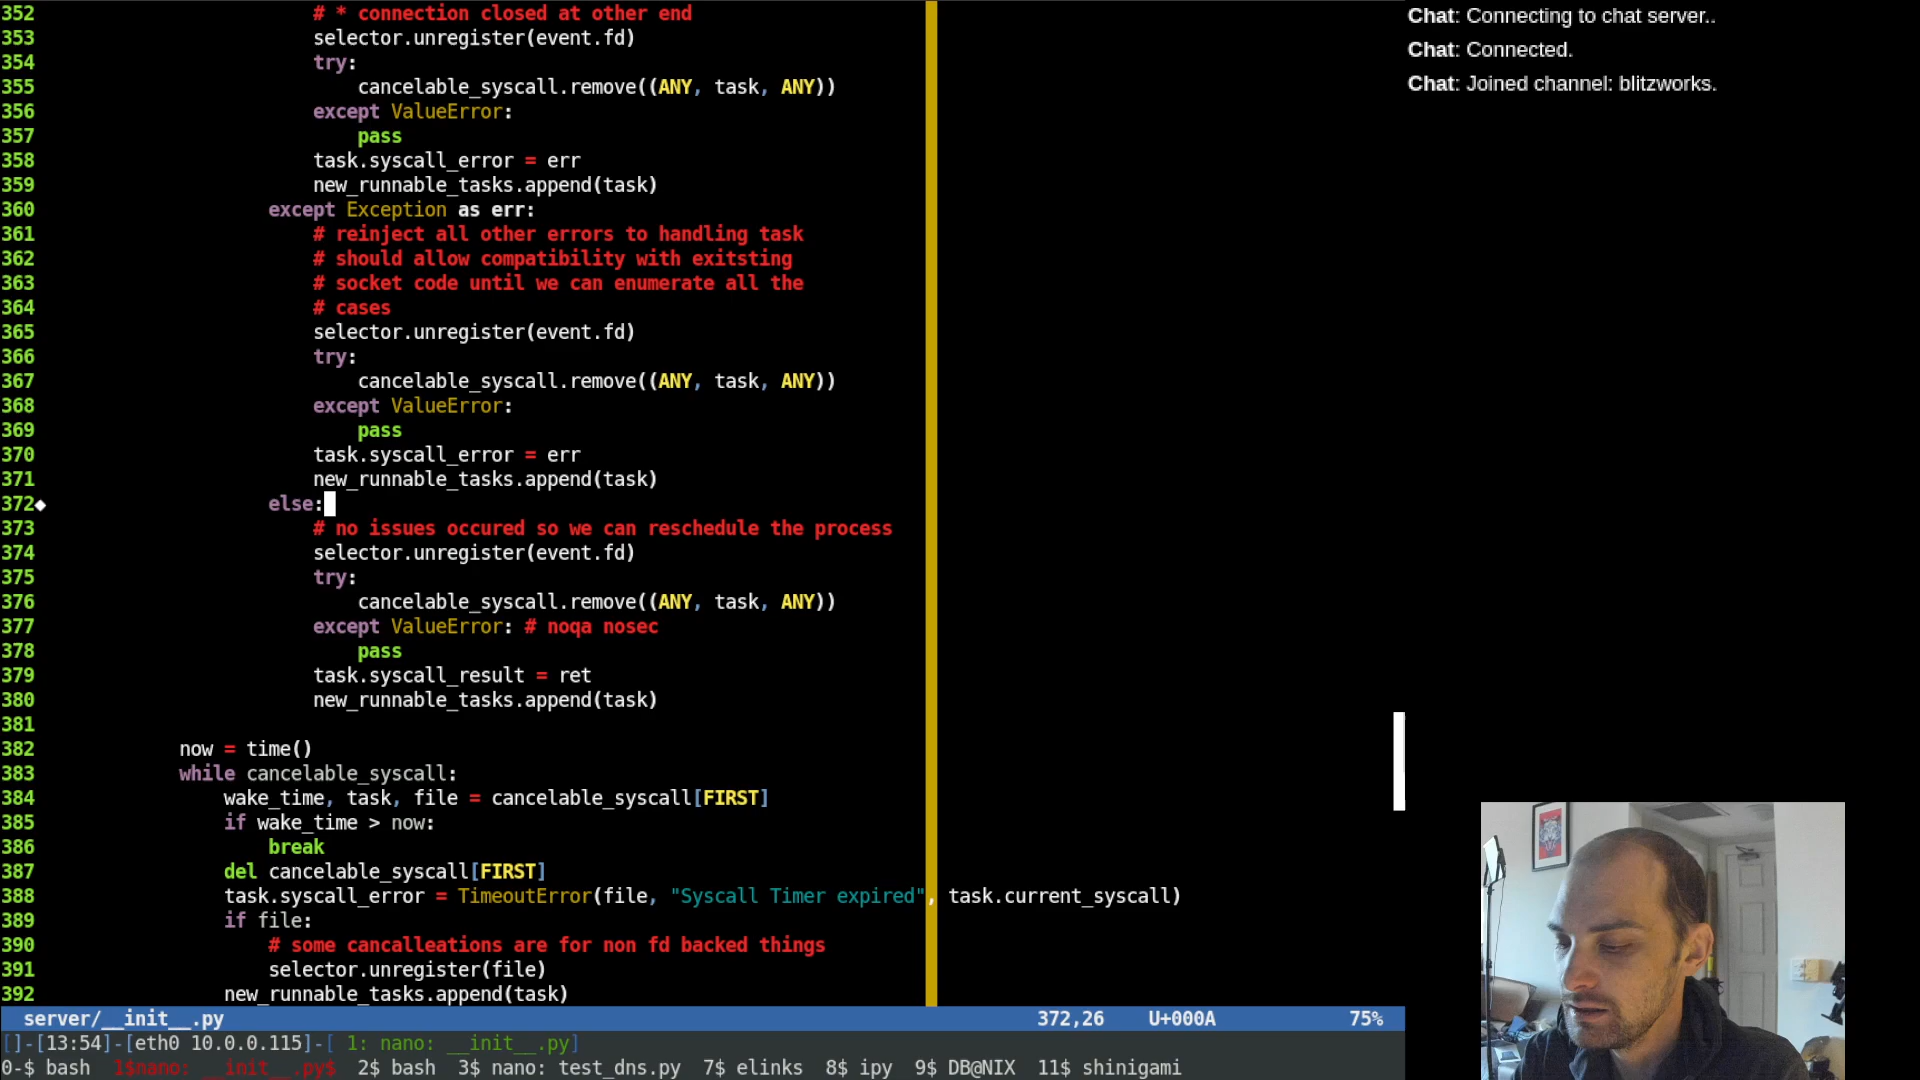 352 # * connection closed at other end
353 selector.unregister(event.fd)
354 try:
355 cancelable_syscall.remove((ANY, task, ANY))
356 except ValueError:
357 pass
358 task.syscall_error = err
359 new_runnable_tasks.append(task)
360 except Exception as err:
361 # reinject all other errors to handling task
362 # should allow compatibility with exitsting
363 # socket code until we can enumerate all the
364 # cases
365 selector.unregister(event.fd)
366 try:
367 cancelable_syscall.remove((ANY, task, ANY))
368 except ValueError:
369 pass
370 task.syscall_error = err
371 new_runnable_tasks.append(task)
372◆ else:
373 # no issues occured so we can reschedule the process
374 selector.unregister(event.fd)
375 try:
376 cancelable_syscall.remove((ANY, task, ANY))
377 except ValueError: # noqa nosec
378 pass
379 task.syscall_result = ret
380 new_runnable_tasks.append(task)
381
382 now = time()
383 while cancelable_syscall:
384 wake_time, task, file = cancelable_syscall[FIRST]
385 if wake_time > now:
386 break
387 del cancelable_syscall[FIRST]
388 task.syscall_error = TimeoutError(file, "Syscall Timer expired", task.current_syscall)
389 if file:
390 # some cancalleations are for non fd backed things
391 selector.unregister(file)
392 new_runnable_tasks.append(task)
server/__init__.py 372,26 U+000A 75%
[]-[13:54]-[eth0 10.0.0.115]-[ 1: nano: __init__.py]
0-$ bash 1$nano: __init__.py$ 2$ bash 3$ nano: test_dns.py 7$ elinks 8$ ipy 9$ DB@NIX 11$ shinigami
Chat: Connecting to chat server..
Chat: Connected.
Chat: Joined channel: blitzworks.